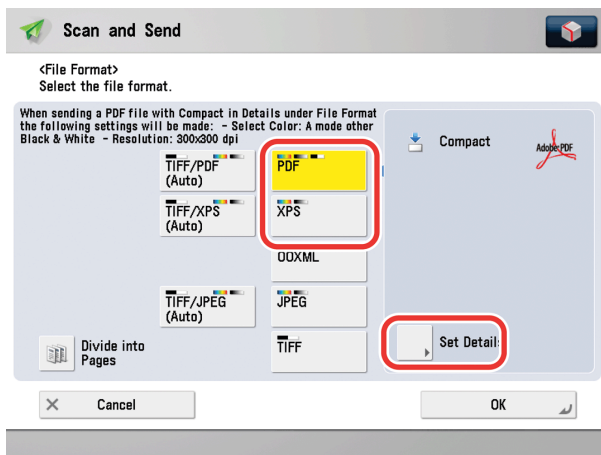 Scan and Send
<File Format>
Select the file format.
When sending a PDF file with Compact in Details under File Format
the following settings will be made: - Select Color: A mode other
Black & White - Resolution: 300x300 dpi
TIFF/PDF
(Auto)
PDF
Compact
Adobe PDF
TIFF/XPS
(Auto)
XPS
OOXML
TIFF/JPEG
(Auto)
JPEG
Divide into
Pages
TIFF
Set Details
Cancel
OK